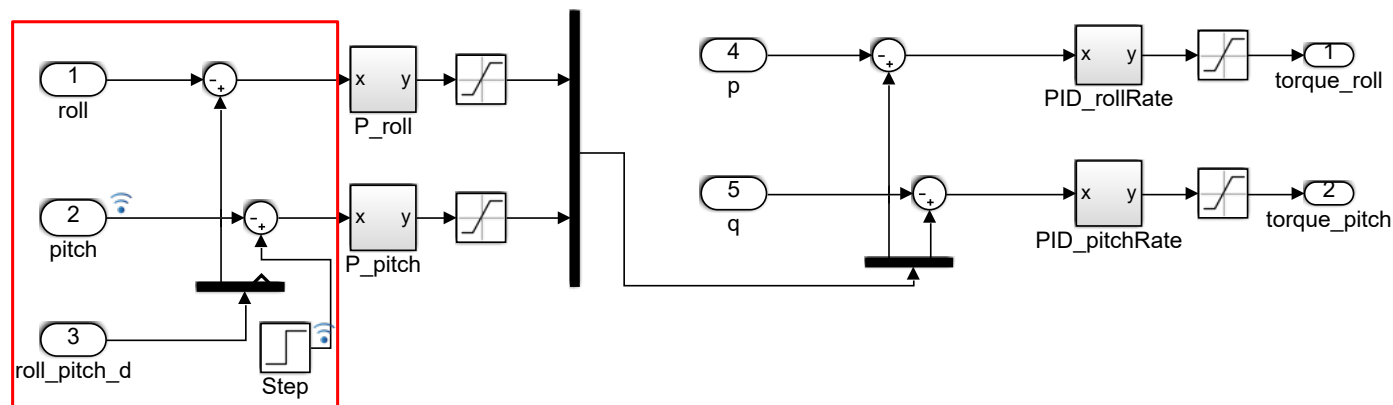 1
roll
x y
P_roll
4
p
x y
PID_rollRate
1
torque_roll
2
pitch
x y
P_pitch
5
q
x y
PID_pitchRate
2
torque_pitch
3
roll_pitch_d
Step